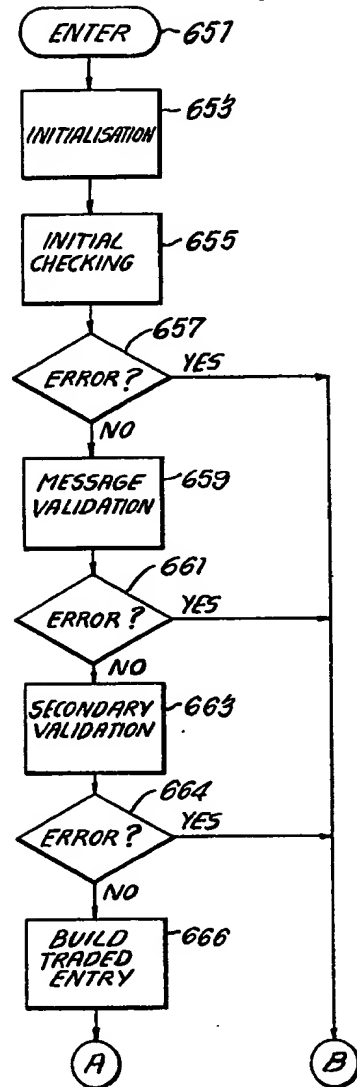 ENTER 651
INITIALISATION 653
INITIAL
CHECKING 655
657
ERROR? YES
NO
MESSAGE
VALIDATION 659
661
ERROR? YES
NO
SECONDARY
VALIDATION 663
664
ERROR? YES
NO
BUILD
TRADED
ENTRY 666
A B